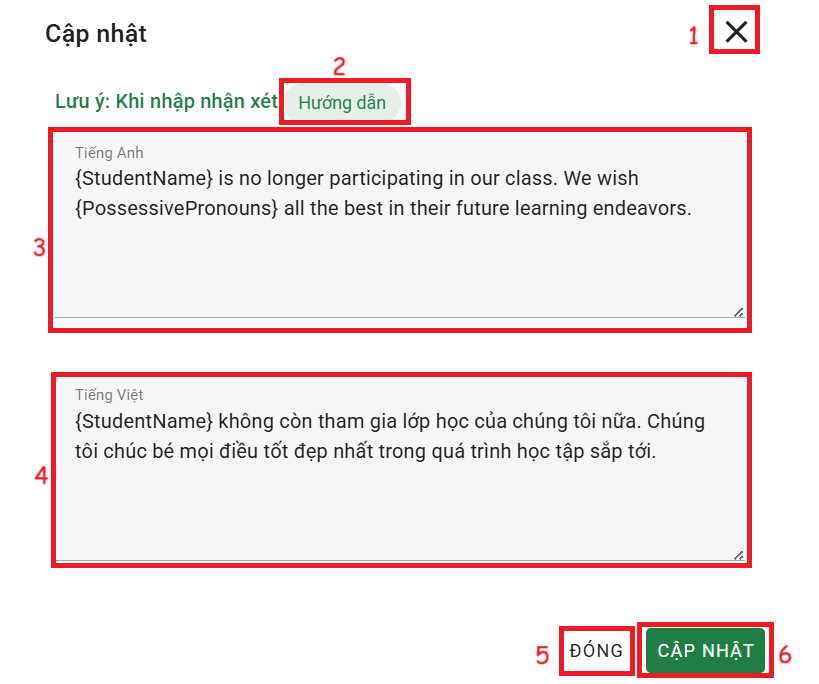 Cập nhật
1
2
Lưu ý: Khi nhập nhận xét Hướng dẫn
Tiếng Anh
{StudentName} is no longer participating in our class. We wish
{PossessivePronouns} all the best in their future learning endeavors.
3
Tiếng Việt
{StudentName} không còn tham gia lớp học của chúng tôi nữa. Chúng
tôi chúc bé mọi điều tốt đẹp nhất trong quá trình học tập sắp tới.
4
5 ĐÓNG CẬP NHẬT 6